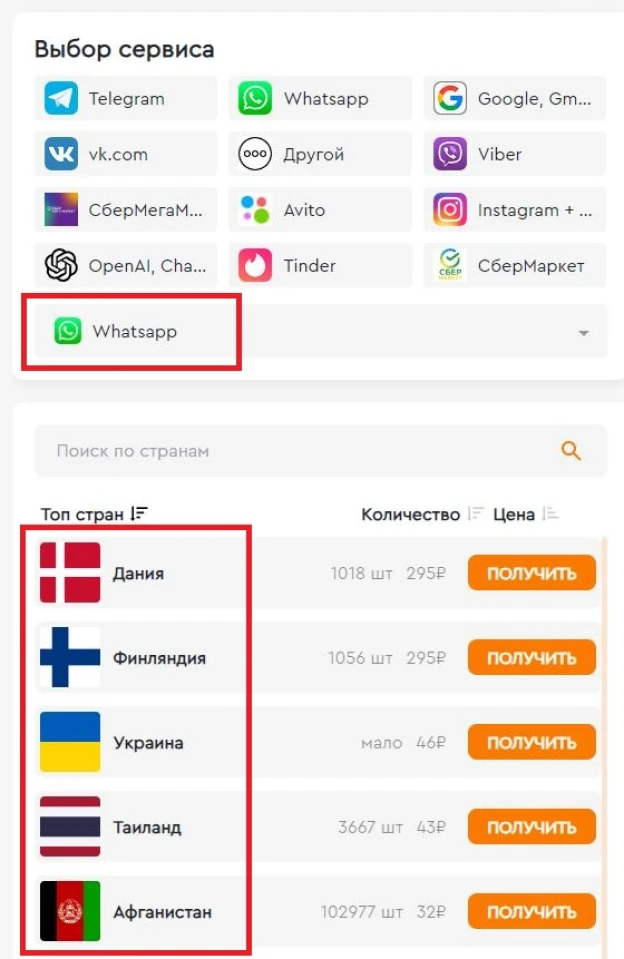 Выбор сервиса
Telegram Whatsapp Google, Gm...
vk.com Другой Viber
СберМегаМ... Avito Instagram + ...
OpenAI, Cha... Tinder СберМаркет
Whatsapp
Поиск по странам
Топ стран Количество Цена
Дания 1018 шт 295₽ ПОЛУЧИТЬ
Финляндия 1056 шт 295₽ ПОЛУЧИТЬ
Украина мало 46₽ ПОЛУЧИТЬ
Таиланд 3667 шт 43₽ ПОЛУЧИТЬ
Афганистан 102977 шт 32₽ ПОЛУЧИТЬ